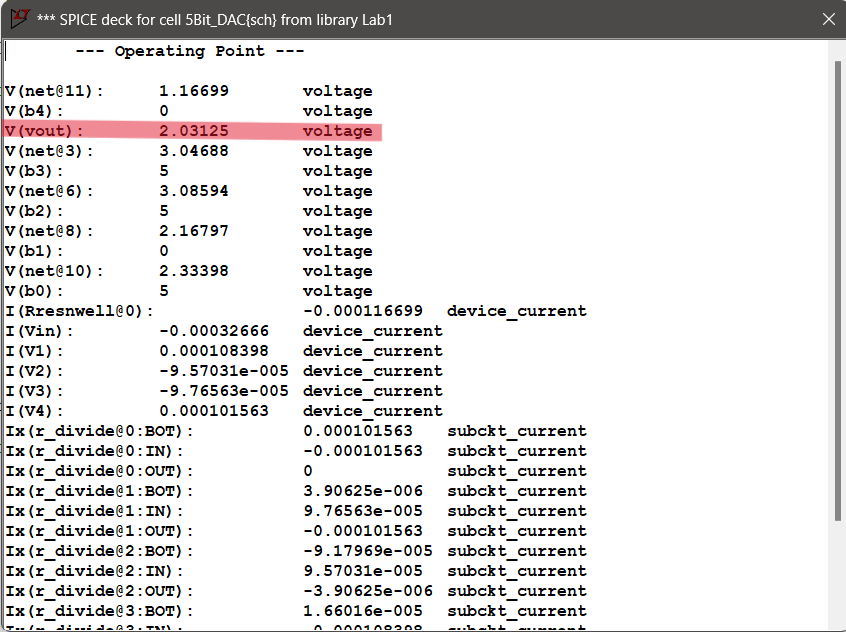 *** SPICE deck for cell 5Bit_DAC{sch} from library Lab1
--- Operating Point ---
V(net@11): 1.16699 voltage
V(b4): 0 voltage
V(vout): 2.03125 voltage
V(net@3): 3.04688 voltage
V(b3): 5 voltage
V(net@6): 3.08594 voltage
V(b2): 5 voltage
V(net@8): 2.16797 voltage
V(b1): 0 voltage
V(net@10): 2.33398 voltage
V(b0): 5 voltage
I(Rresnwell@0): -0.000116699 device_current
I(Vin): -0.00032666 device_current
I(V1): 0.000108398 device_current
I(V2): -9.57031e-005 device_current
I(V3): -9.76563e-005 device_current
I(V4): 0.000101563 device_current
Ix(r_divide@0:BOT): 0.000101563 subckt_current
Ix(r_divide@0:IN): -0.000101563 subckt_current
Ix(r_divide@0:OUT): 0 subckt_current
Ix(r_divide@1:BOT): 3.90625e-006 subckt_current
Ix(r_divide@1:IN): 9.76563e-005 subckt_current
Ix(r_divide@1:OUT): -0.000101563 subckt_current
Ix(r_divide@2:BOT): -9.17969e-005 subckt_current
Ix(r_divide@2:IN): 9.57031e-005 subckt_current
Ix(r_divide@2:OUT): -3.90625e-006 subckt_current
Ix(r_divide@3:BOT): 1.66016e-005 subckt_current
Ix(r_divide@3:IN): -0.000108398 subckt_current